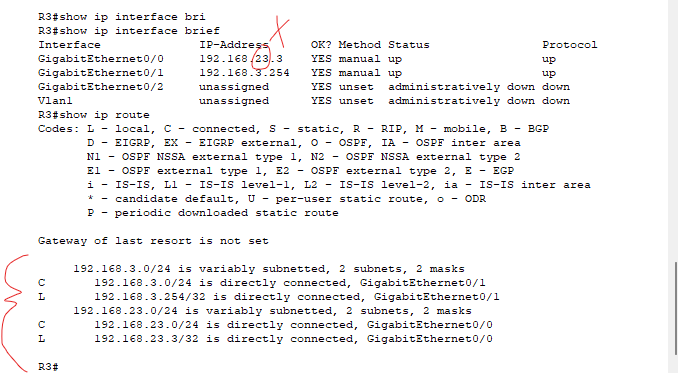 R3#show ip interface bri
R3#show ip interface brief
Interface IP-Address OK? Method Status Protocol
GigabitEthernet0/0 192.168.23.3 YES manual up up
GigabitEthernet0/1 192.168.3.254 YES manual up up
GigabitEthernet0/2 unassigned YES unset administratively down down
Vlan1 unassigned YES unset administratively down down
R3#show ip route
Codes: L - local, C - connected, S - static, R - RIP, M - mobile, B - BGP
D - EIGRP, EX - EIGRP external, O - OSPF, IA - OSPF inter area
N1 - OSPF NSSA external type 1, N2 - OSPF NSSA external type 2
E1 - OSPF external type 1, E2 - OSPF external type 2, E - EGP
i - IS-IS, L1 - IS-IS level-1, L2 - IS-IS level-2, ia - IS-IS inter area
* - candidate default, U - per-user static route, o - ODR
P - periodic downloaded static route
Gateway of last resort is not set
192.168.3.0/24 is variably subnetted, 2 subnets, 2 masks
C 192.168.3.0/24 is directly connected, GigabitEthernet0/1
L 192.168.3.254/32 is directly connected, GigabitEthernet0/1
192.168.23.0/24 is variably subnetted, 2 subnets, 2 masks
C 192.168.23.0/24 is directly connected, GigabitEthernet0/0
L 192.168.23.3/32 is directly connected, GigabitEthernet0/0
R3#